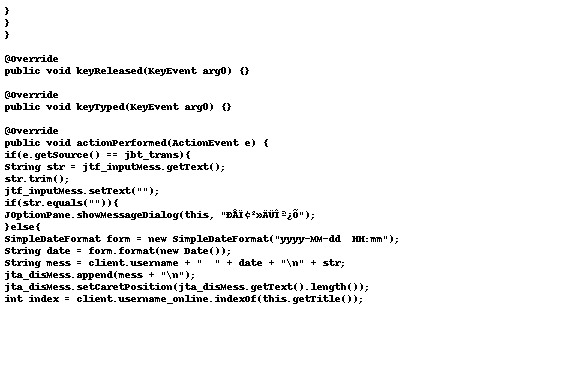 }
}
}
@Override
public void keyReleased(KeyEvent arg0) {}
@Override
public void keyTyped(KeyEvent arg0) {}
@Override
public void actionPerformed(ActionEvent e) {
if(e.getSource() == jbt_trans){
String str = jtf_inputMess.getText();
str.trim();
jtf_inputMess.setText("");
if(str.equals("")){
JOptionPane.showMessageDialog(this, "ÐÅÏ¢²»ÄÜÎª¿Õ");
}else{
SimpleDateFormat form = new SimpleDateFormat("yyyy-MM-dd  HH:mm");
String date = form.format(new Date());
String mess = client.username + "  " + date + "\n" + str;
jta_disMess.append(mess + "\n");
jta_disMess.setCaretPosition(jta_disMess.getText().length());
int index = client.username_online.indexOf(this.getTitle());